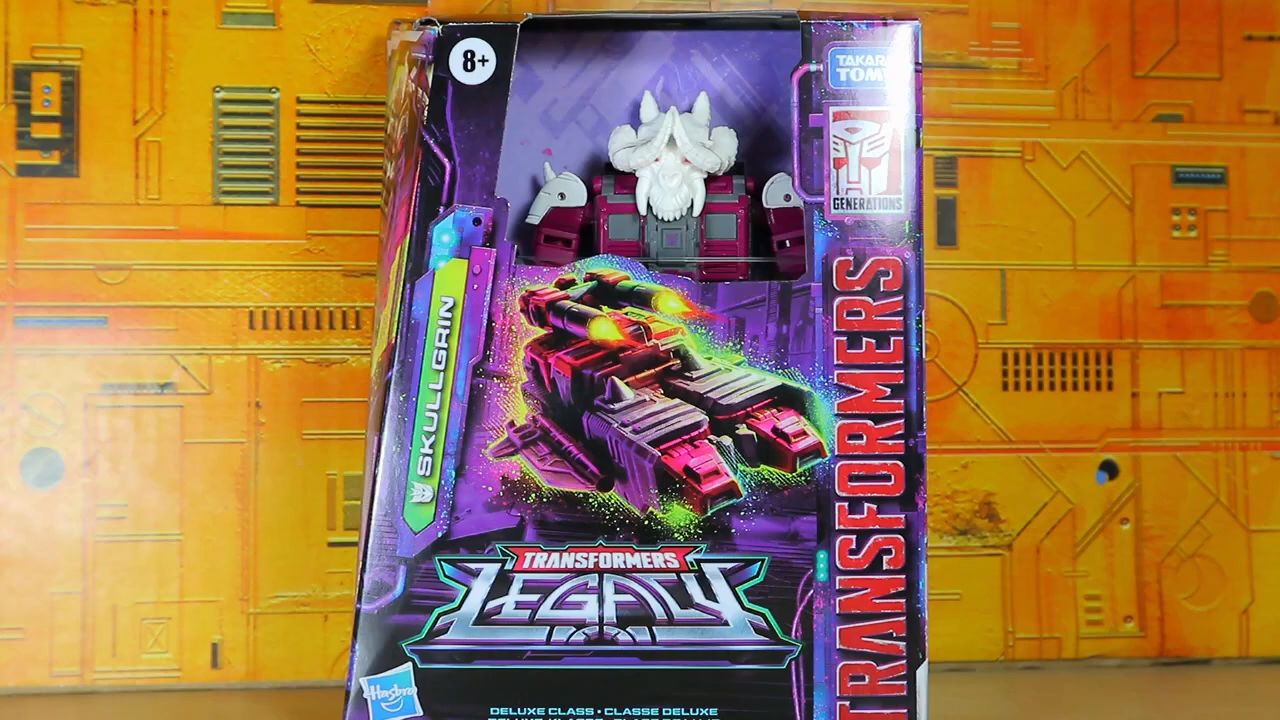 8+
TAKARA
TOMY
GENERATIONS
SKULLGRIN
TRANSFORMERS
TRANSFORMERS
LEGACY
Hasbro
DELUXE CLASS • CLASSE DELUXE